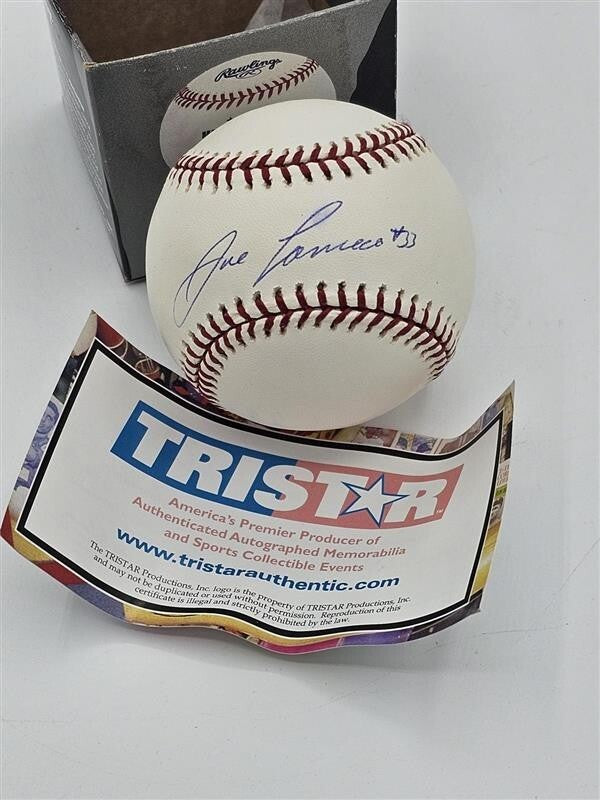 Rawlings
Jose Canseco #33
TRISTAR™
America's Premier Producer of
Authenticated Autographed Memorabilia
and Sports Collectible Events
www.tristarauthentic.com
The TRISTAR Productions, Inc. logo is the property of TRISTAR Productions, Inc.
and may not be duplicated or used without permission. Reproduction of this
certificate is illegal and strictly prohibited by the law.